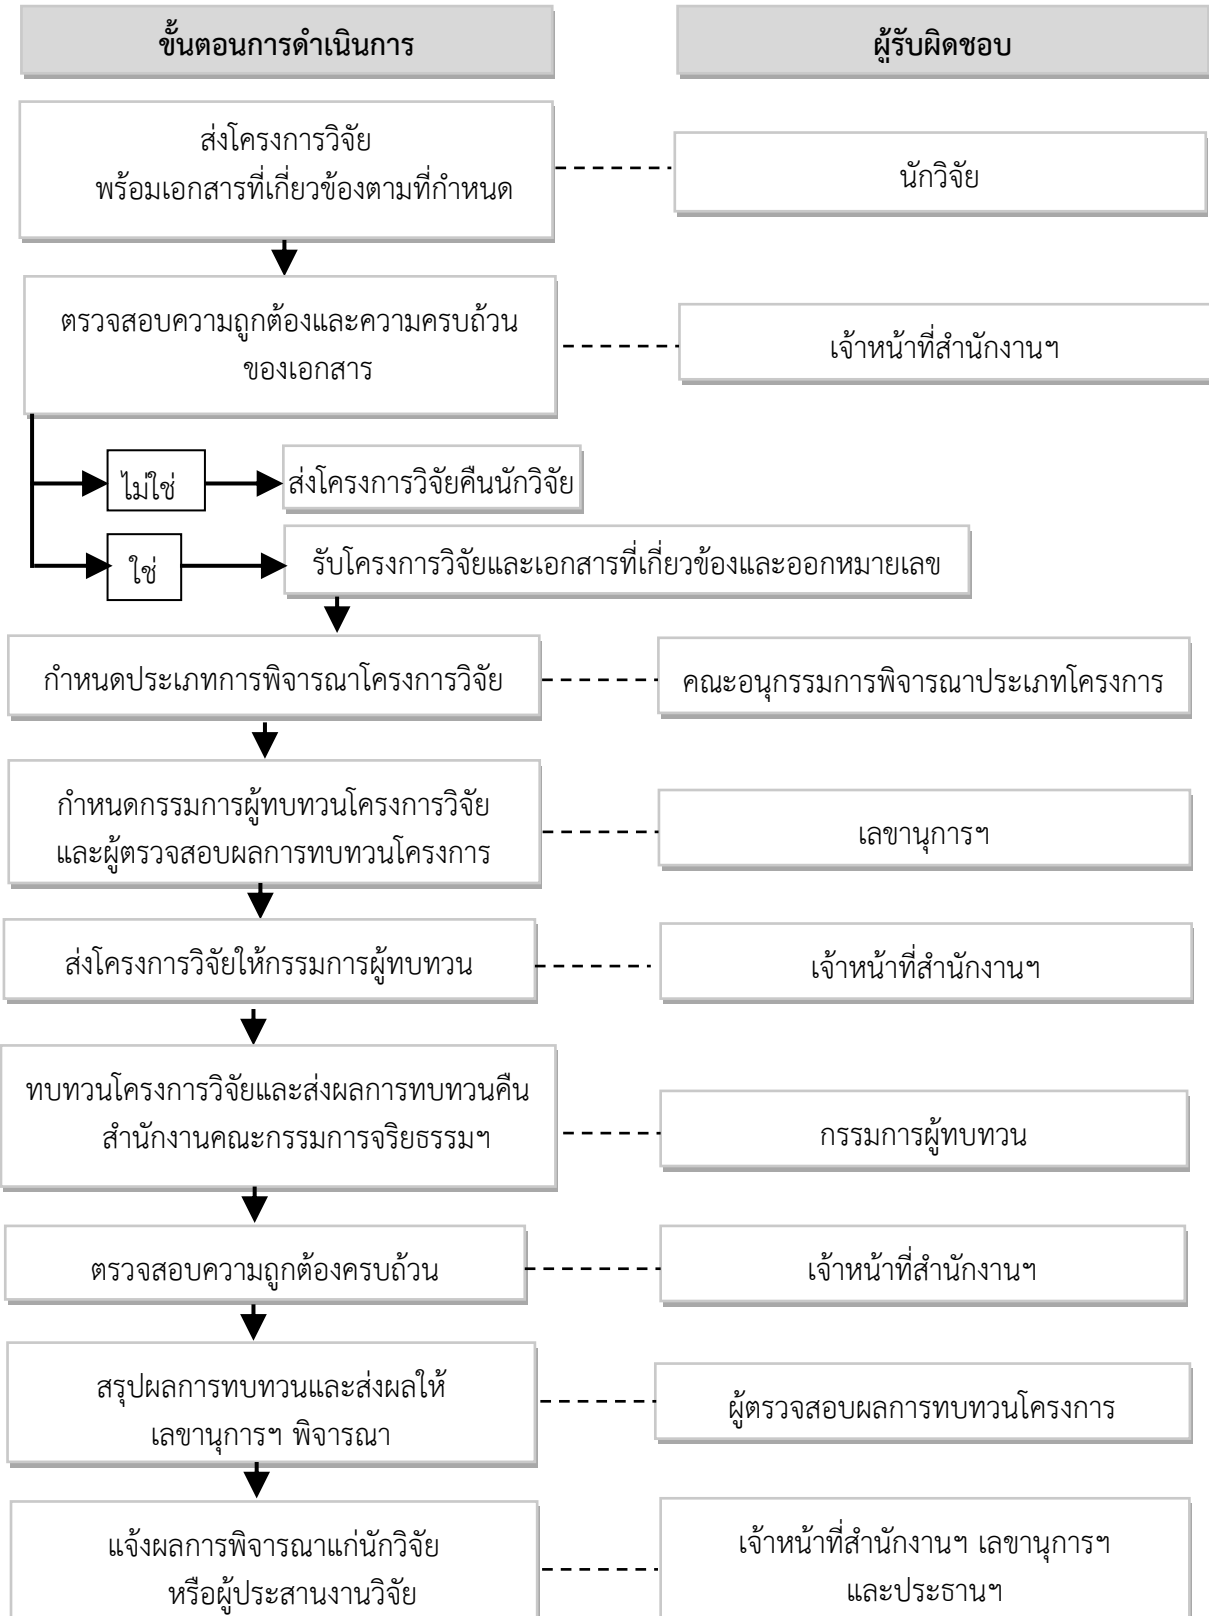 ขั้นตอนการดำเนินการ
ผู้รับผิดชอบ
ส่งโครงการวิจัย
พร้อมเอกสารที่เกี่ยวข้องตามที่กำหนด
นักวิจัย
ตรวจสอบความถูกต้องและความครบถ้วน
ของเอกสาร
เจ้าหน้าที่สำนักงานฯ
ไม่ใช่
ส่งโครงการวิจัยคืนนักวิจัย
ใช่
รับโครงการวิจัยและเอกสารที่เกี่ยวข้องและออกหมายเลข
กำหนดประเภทการพิจารณาโครงการวิจัย
คณะอนุกรรมการพิจารณาประเภทโครงการ
กำหนดกรรมการผู้ทบทวนโครงการวิจัย
และผู้ตรวจสอบผลการทบทวนโครงการ
เลขานุการฯ
ส่งโครงการวิจัยให้กรรมการผู้ทบทวน
เจ้าหน้าที่สำนักงานฯ
ทบทวนโครงการวิจัยและส่งผลการทบทวนคืน
สำนักงานคณะกรรมการจริยธรรมฯ
กรรมการผู้ทบทวน
ตรวจสอบความถูกต้องครบถ้วน
เจ้าหน้าที่สำนักงานฯ
สรุปผลการทบทวนและส่งผลให้
เลขานุการฯ พิจารณา
ผู้ตรวจสอบผลการทบทวนโครงการ
แจ้งผลการพิจารณาแก่นักวิจัย
หรือผู้ประสานงานวิจัย
เจ้าหน้าที่สำนักงานฯ เลขานุการฯ
และประธานฯ